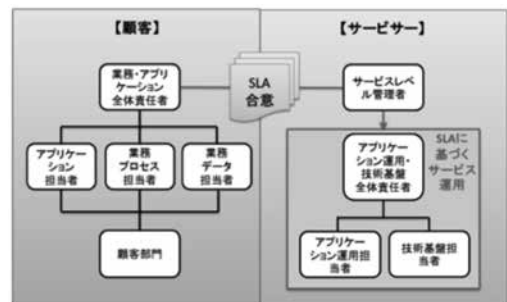 【顧客】
業務・アプリ
ケーション
全体責任者
アプリケー
ション
担当者
業務
プロセス
担当者
業務
データ
担当者
顧客部門
SLA
合意
【サービサー】
サービスレベ
ル管理者
SLAに
基づく
サービス
運用
アプリケー
ション運用・
技術基盤
全体責任者
アプリケー
ション運用担
当者
技術基盤担
当者